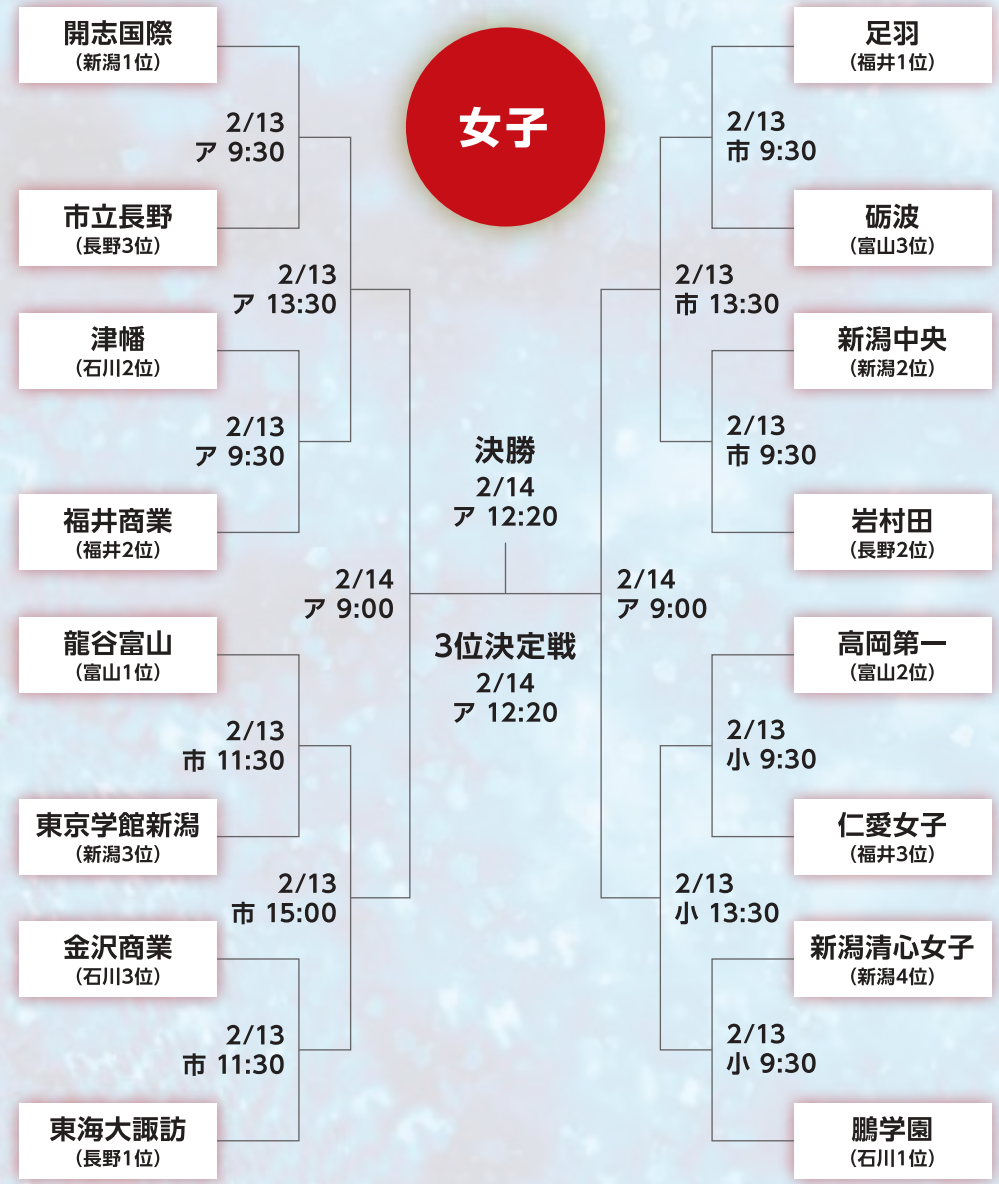 女子
開志国際
(新潟1位)
2/13
ア 9:30
市立長野
(長野3位)
2/13
ア 13:30
津幡
(石川2位)
2/13
ア 9:30
福井商業
(福井2位)
2/14
ア 9:00
龍谷富山
(富山1位)
2/13
市 11:30
東京学館新潟
(新潟3位)
2/13
市 15:00
金沢商業
(石川3位)
2/13
市 11:30
東海大諏訪
(長野1位)
決勝
2/14
ア 12:20
3位決定戦
2/14
ア 12:20
足羽
(福井1位)
2/13
市 9:30
砺波
(富山3位)
2/13
市 13:30
新潟中央
(新潟2位)
2/13
市 9:30
岩村田
(長野2位)
2/14
ア 9:00
高岡第一
(富山2位)
2/13
小 9:30
仁愛女子
(福井3位)
2/13
小 13:30
新潟清心女子
(新潟4位)
2/13
小 9:30
鵬学園
(石川1位)